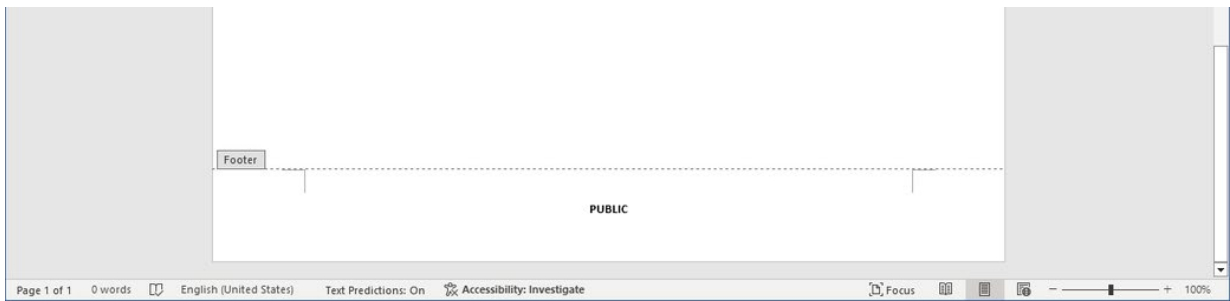 Footer
PUBLIC
Page 1 of 1 0 words English (United States) Text Predictions: On Accessibility: Investigate Focus - + 100%